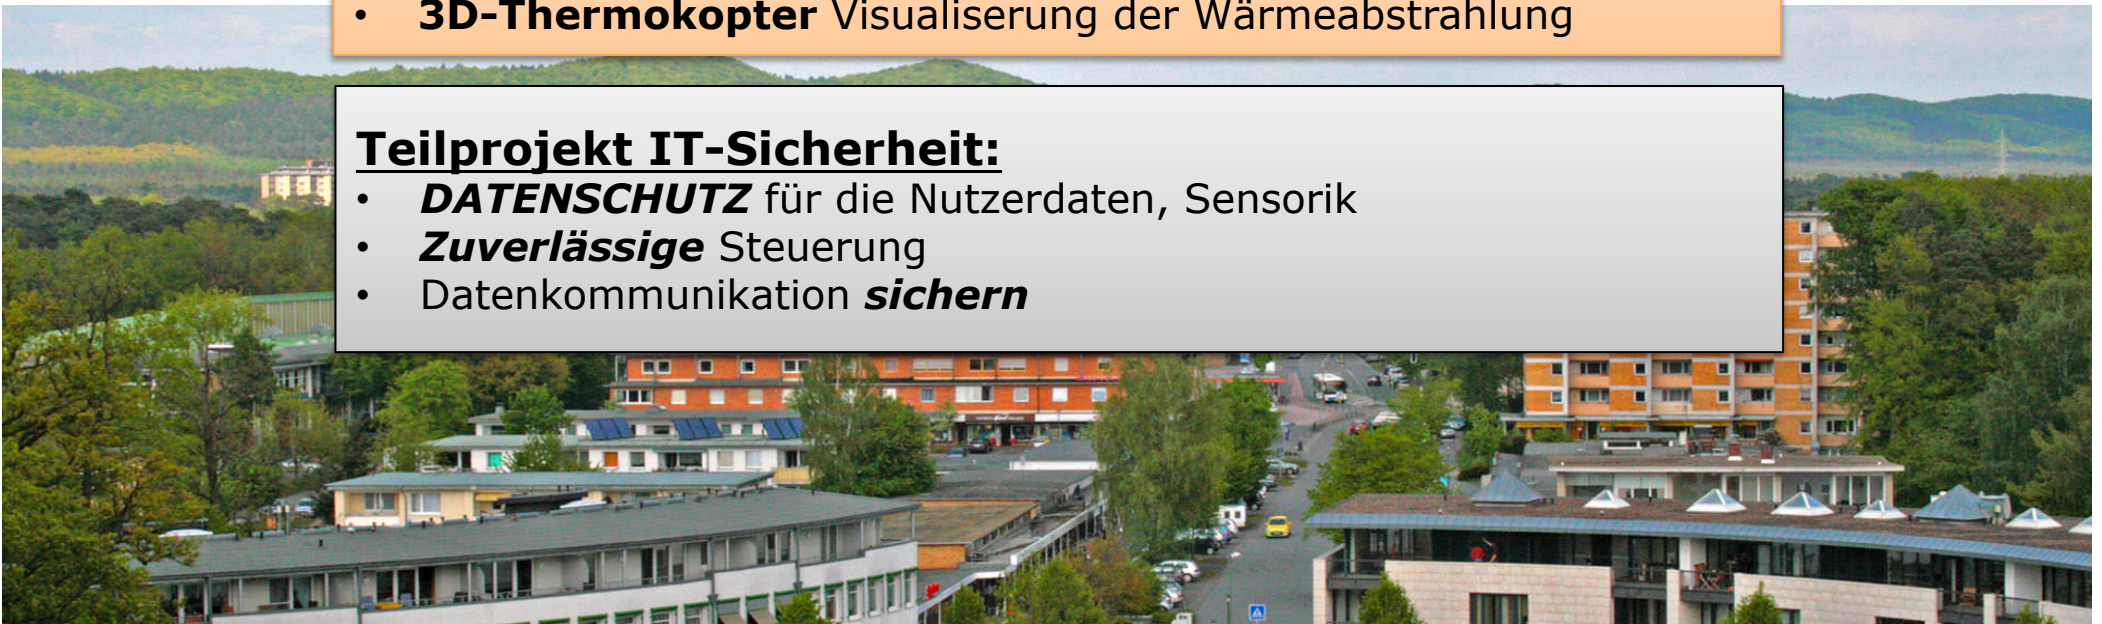 • 3D-Thermokopter Visualiserung der Wärmeabstrahlung
Teilprojekt IT-Sicherheit:
• DATENSCHUTZ für die Nutzerdaten, Sensorik
• Zuverlässige Steuerung
• Datenkommunikation sichern